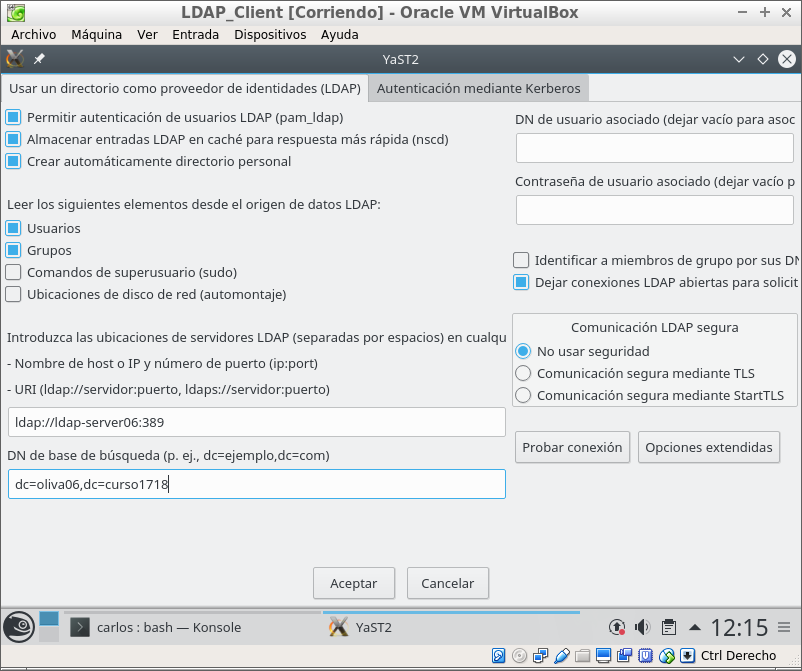 LDAP_Client [Corriendo] - Oracle VM VirtualBox
Archivo Máquina Ver Entrada Dispositivos Ayuda
YaST2
Usar un directorio como proveedor de identidades (LDAP)
Autenticación mediante Kerberos
Permitir autenticación de usuarios LDAP (pam_ldap)
Almacenar entradas LDAP en caché para respuesta más rápida (nscd)
Crear automáticamente directorio personal
Leer los siguientes elementos desde el origen de datos LDAP:
Usuarios
Grupos
Comandos de superusuario (sudo)
Ubicaciones de disco de red (automontaje)
Introduzca las ubicaciones de servidores LDAP (separadas por espacios) en cualqu
- Nombre de host o IP y número de puerto (ip:port)
- URI (ldap://servidor:puerto, ldaps://servidor:puerto)
ldap://ldap-server06:389
DN de base de búsqueda (p. ej., dc=ejemplo,dc=com)
dc=oliva06,dc=curso1718
DN de usuario asociado (dejar vacío para asoc
Contraseña de usuario asociado (dejar vacío p
Identificar a miembros de grupo por sus DN
Dejar conexiones LDAP abiertas para solicit
Comunicación LDAP segura
No usar seguridad
Comunicación segura mediante TLS
Comunicación segura mediante StartTLS
Probar conexión
Opciones extendidas
Aceptar
Cancelar
carlos : bash — Konsole
YaST2
12:15
Ctrl Derecho